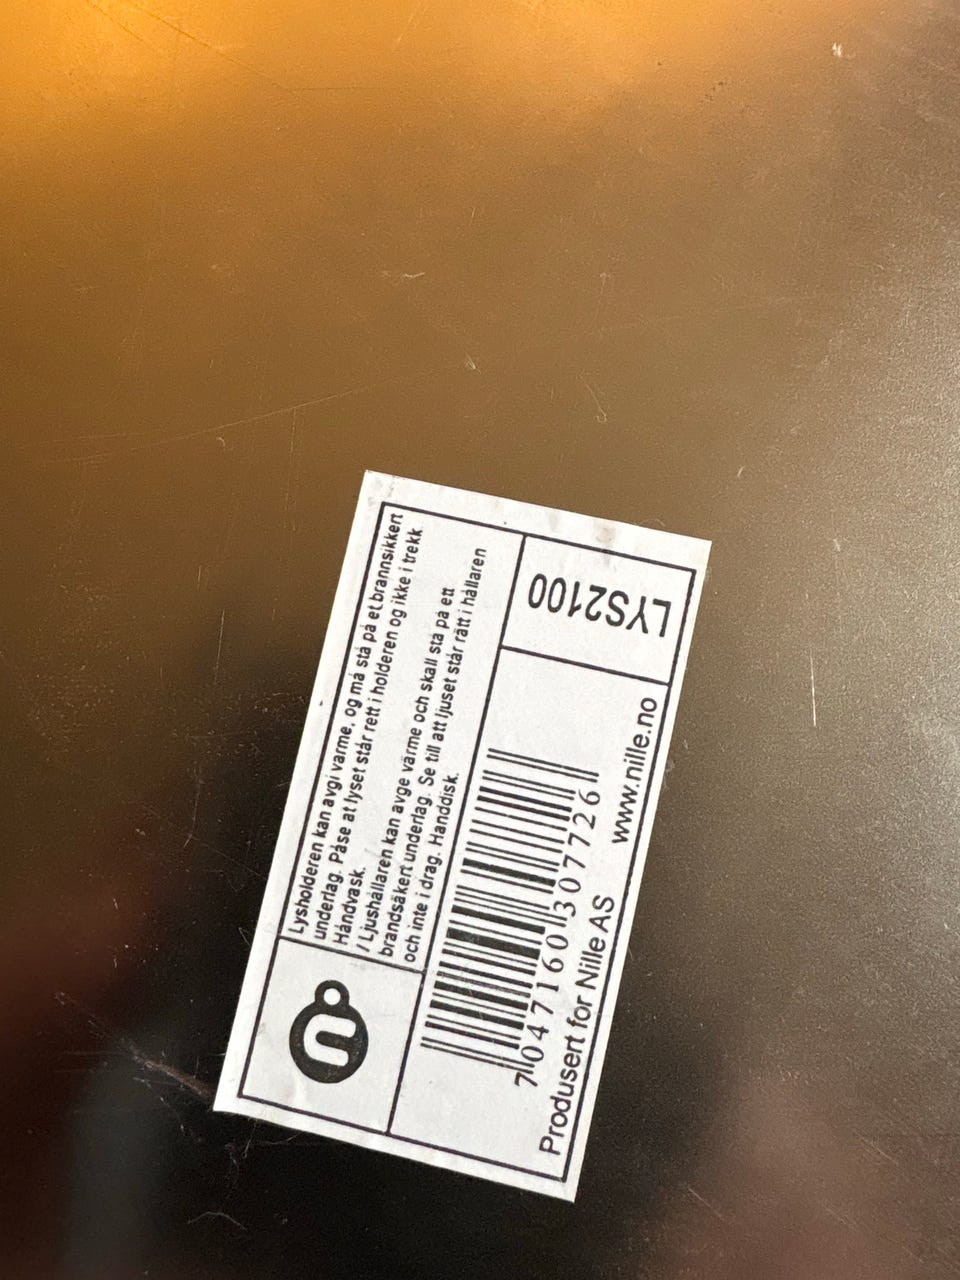 Lysholderen kan avgi varme, og må stå på et brannsikkert
underlag. Påse at lyset står rett i holderen og ikke i trekk
Håndvask.
/ Ljushållaren kan avge värme och skall stå på ett
brandsäkert underlag. Se till att ljuset står rätt i hållaren
och inte i drag. Handdisk.
n
LYS2100
7 047160 307726
Produsert for Nille AS www.nille.no